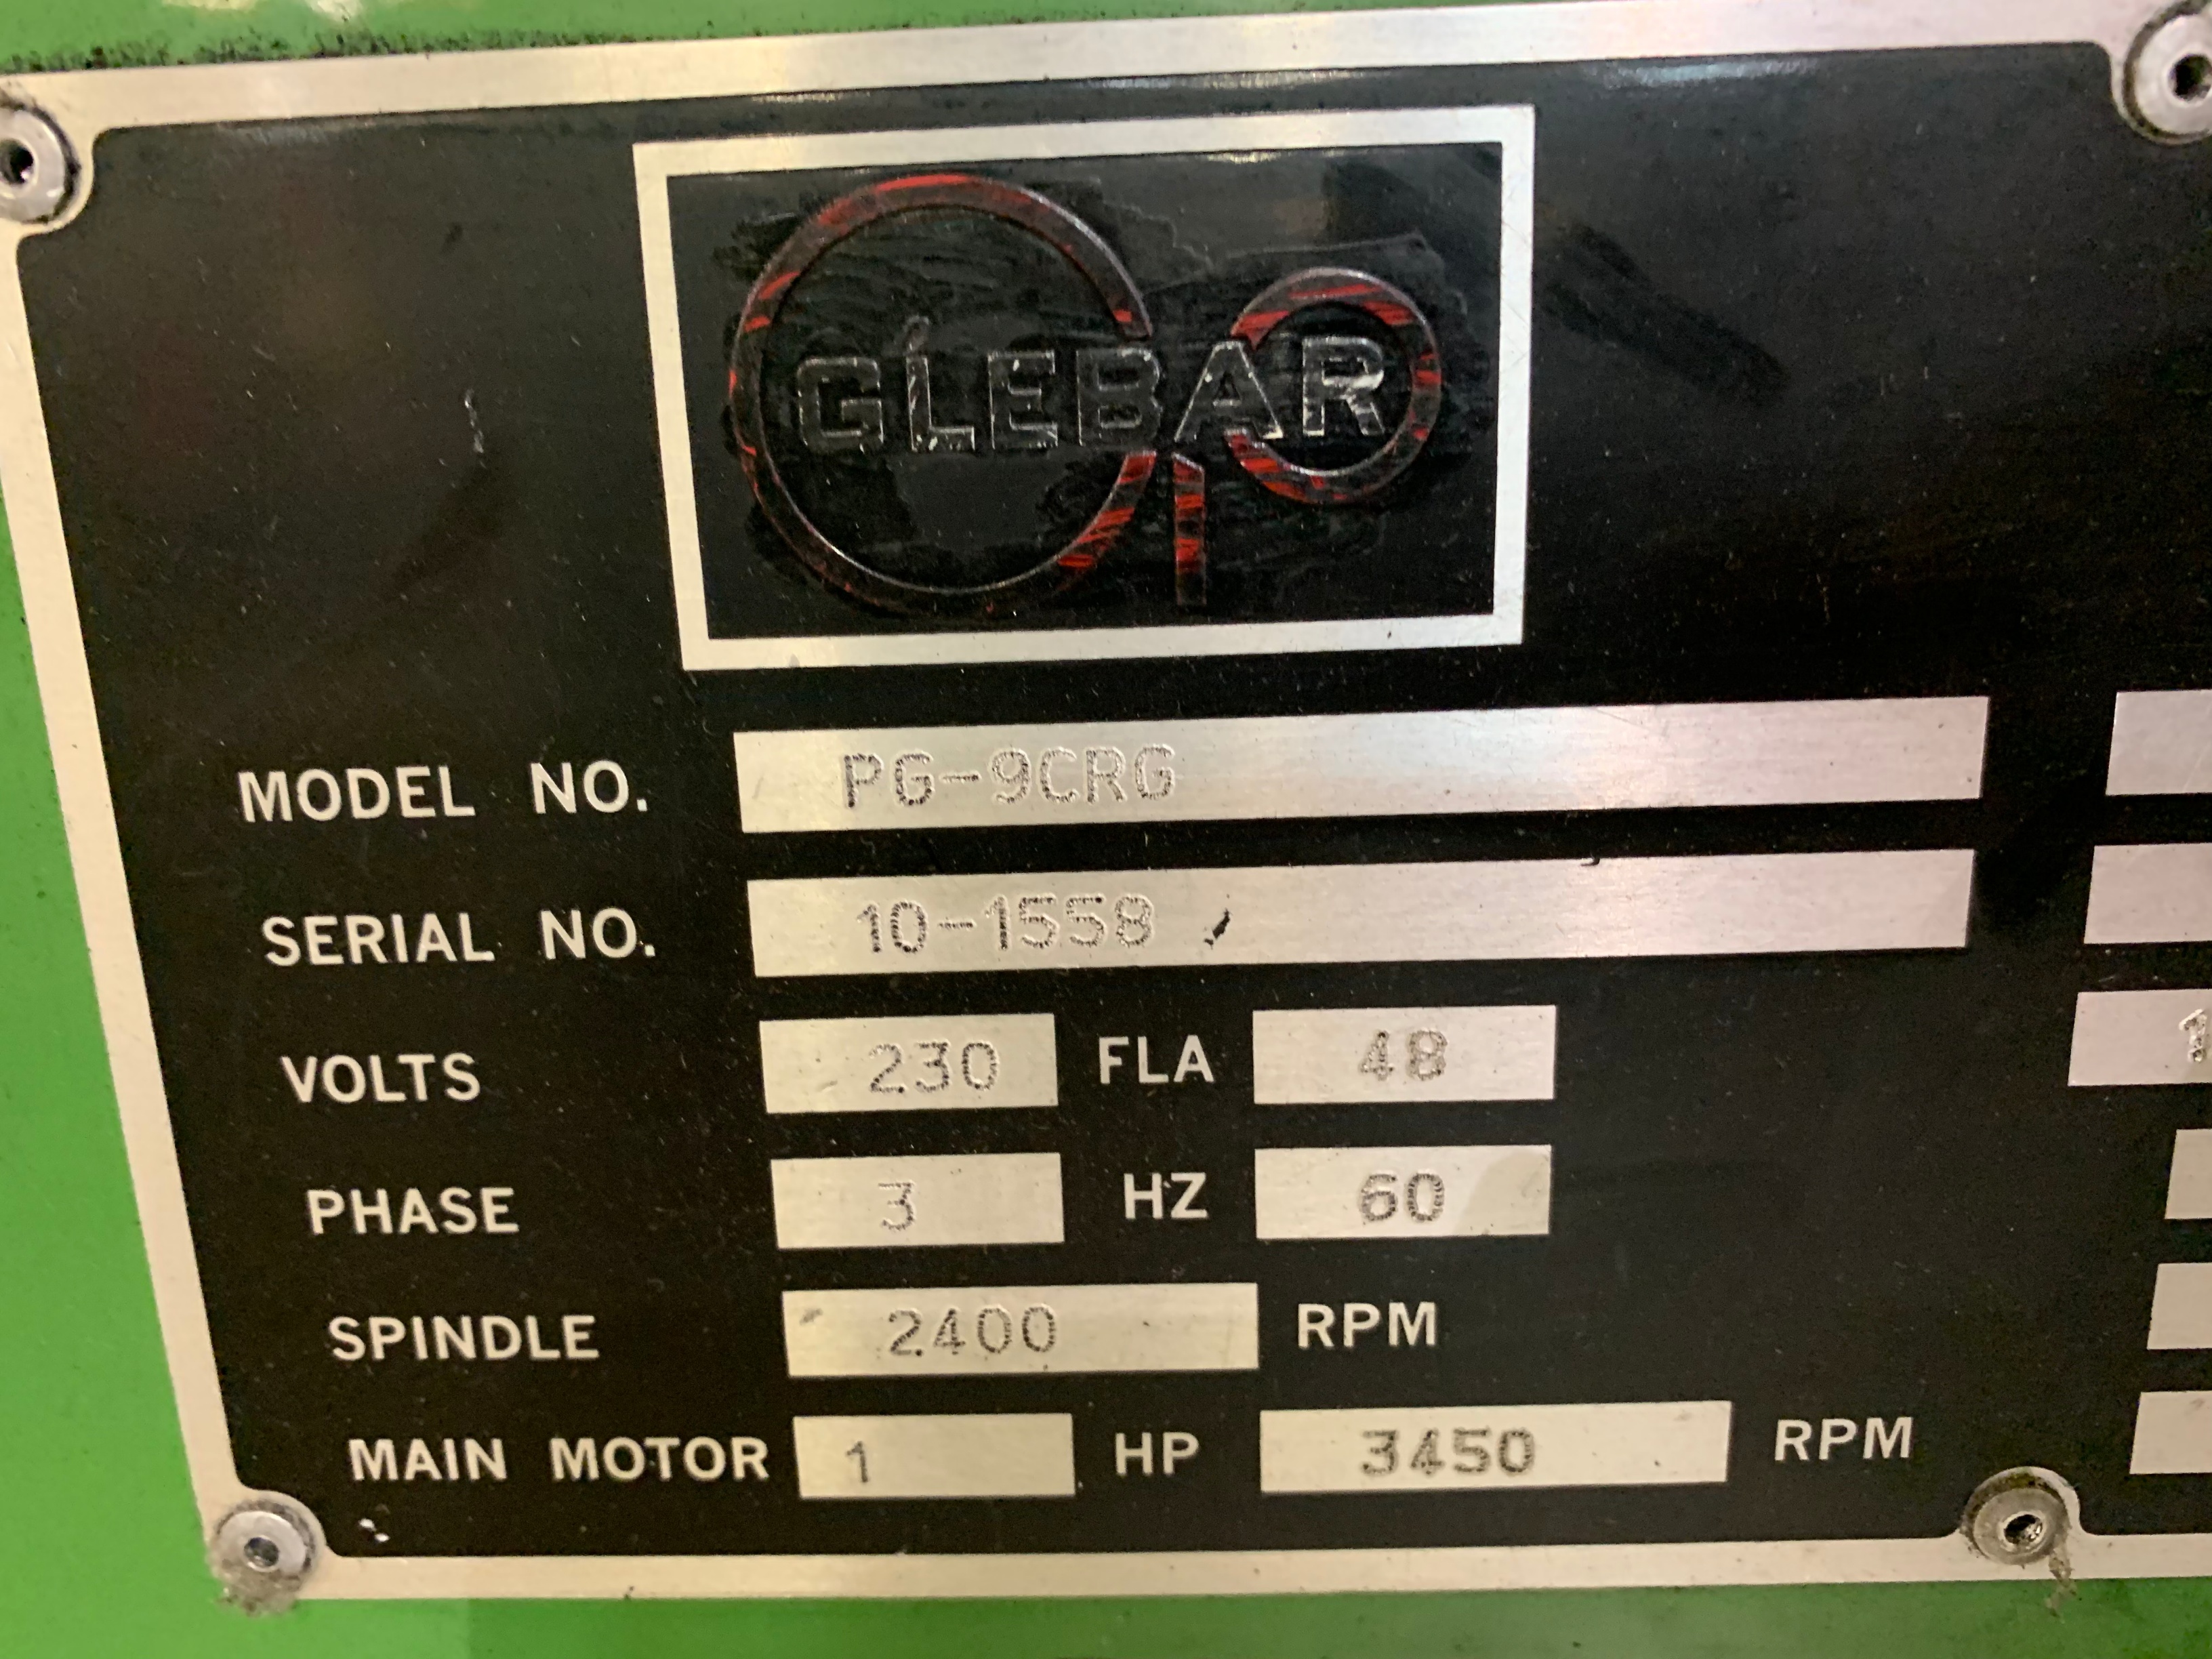 GLEBAR
MODEL NO. PG-9CRG
SERIAL NO. 10-1558
VOLTS 230 FLA 48
PHASE 3 HZ 60
SPINDLE 2400 RPM
MAIN MOTOR 1 HP 3450 RPM